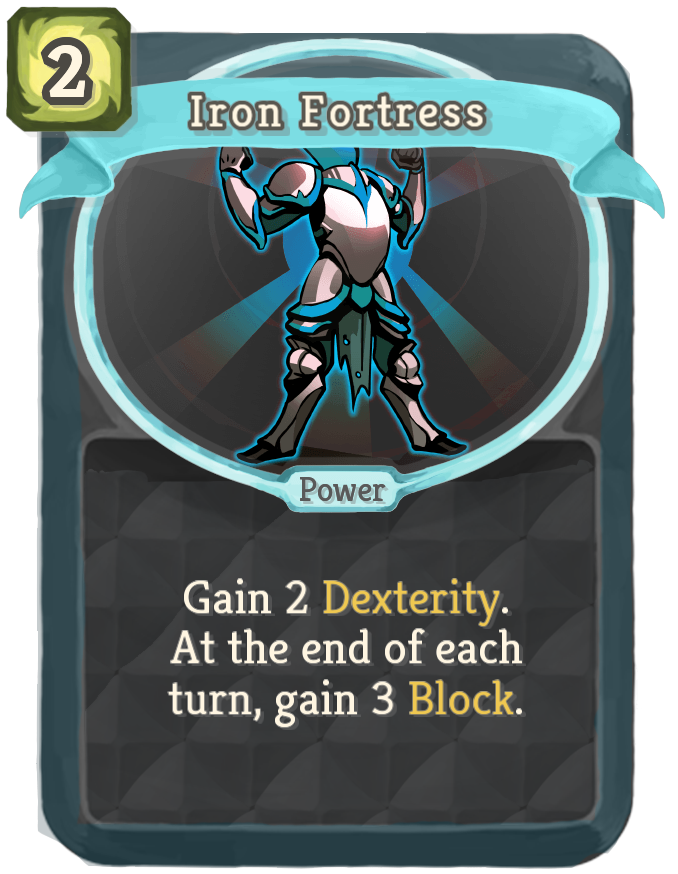 2
Iron Fortress
Power
Gain 2 Dexterity.
At the end of each
turn, gain 3 Block.